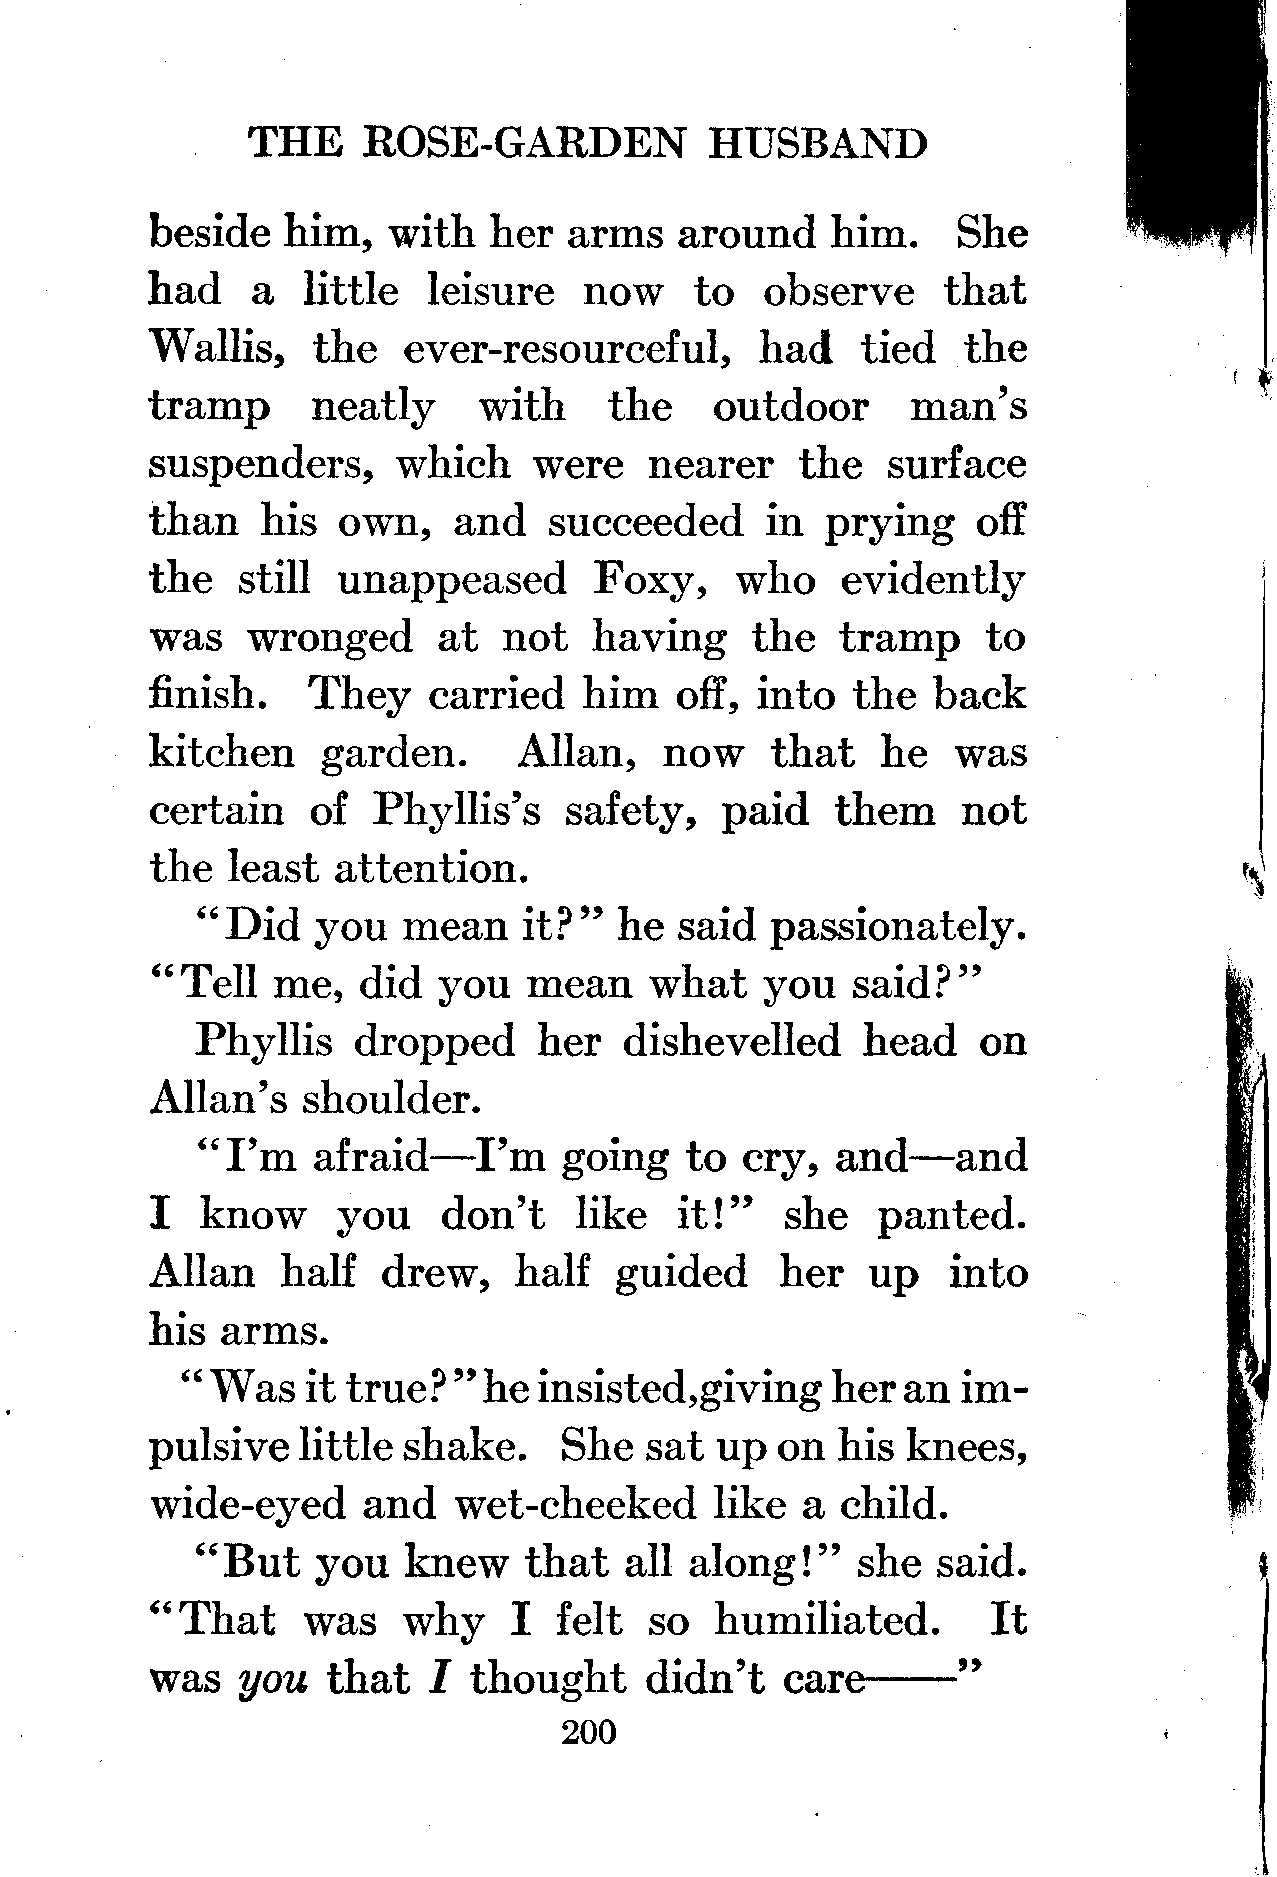 THE ROSE-GARDEN HUSBAND
beside him, with her arms around him. She
had a little leisure now to observe that
Wallis, the ever-resourceful, had tied the
tramp neatly with the outdoor man's
suspenders, which were nearer the surface
than his own, and succeeded in prying off
the still unappeased Foxy, who evidently
was wronged at not having the tramp to
finish. They carried him off, into the back
kitchen garden. Allan, now that he was
certain of Phyllis's safety, paid them not
the least attention.
"Did you mean it?" he said passionately.
"Tell me, did you mean what you said?"
Phyllis dropped her dishevelled head on
Allan's shoulder.
"I'm afraid—I'm going to cry, and—and
I know you don't like it!" she panted.
Allan half drew, half guided her up into
his arms.
"Was it true?" he insisted,giving her an im-
pulsive little shake. She sat up on his knees,
wide-eyed and wet-cheeked like a child.
"But you knew that all along!" she said.
"That was why I felt so humiliated. It
was you that I thought didn't care——"
200